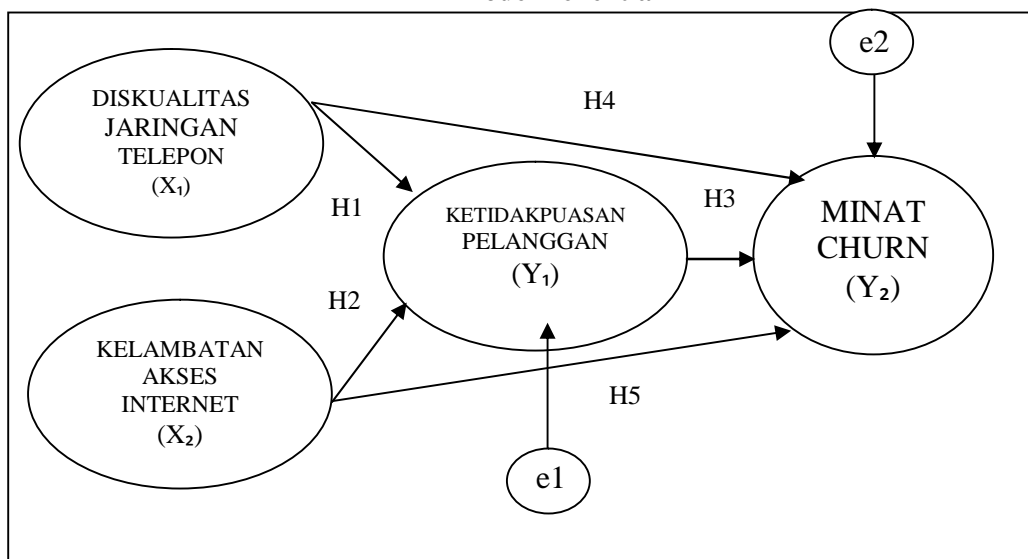 e2
DISKUALITAS
JARINGAN
TELEPON
(X₁)
H4
H1
KETIDAKPUASAN
PELANGGAN
(Y₁)
H3
MINAT
CHURN
(Y₂)
H2
KELAMBATAN
AKSES
INTERNET
(X₂)
H5
e1